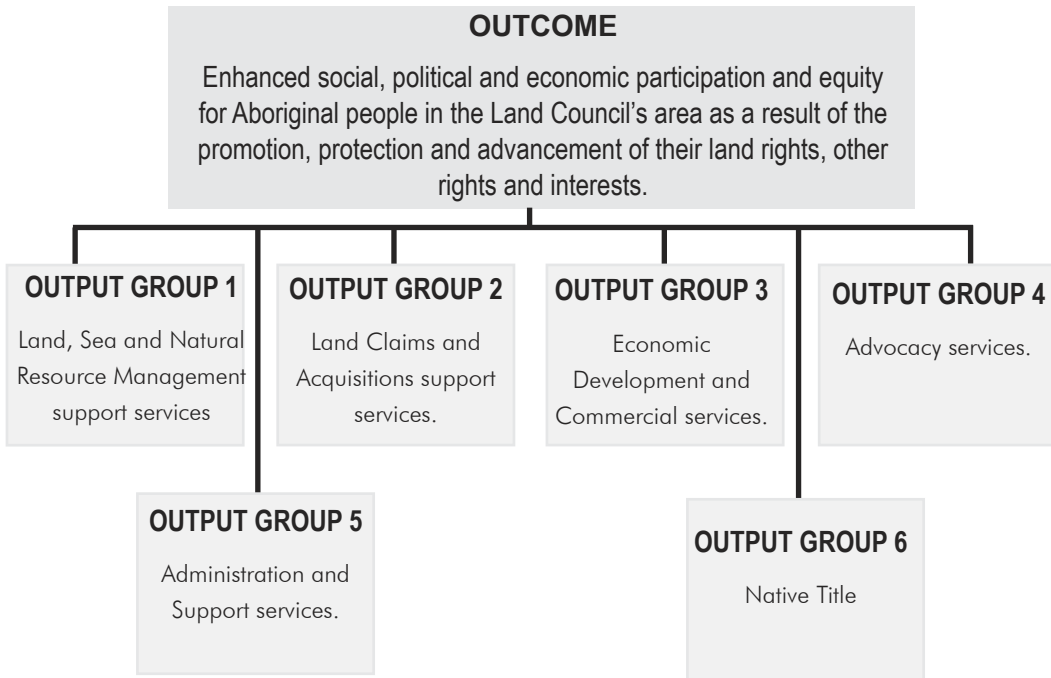 OUTCOME
Enhanced social, political and economic participation and equity
for Aboriginal people in the Land Council's area as a result of the
promotion, protection and advancement of their land rights, other
rights and interests.
OUTPUT GROUP 1
Land, Sea and Natural
Resource Management
support services
OUTPUT GROUP 2
Land Claims and
Acquisitions support
services.
OUTPUT GROUP 3
Economic
Development and
Commercial services.
OUTPUT GROUP 4
Advocacy services.
OUTPUT GROUP 5
Administration and
Support services.
OUTPUT GROUP 6
Native Title